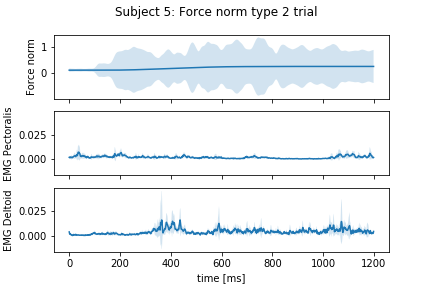 Subject 5: Force norm type 2 trial
Force norm
1
0
EMG Pectoralis
0.025
0.000
EMG Deltoid
0.025
0.000
0 200 400 600 800 1000 1200
time [ms]